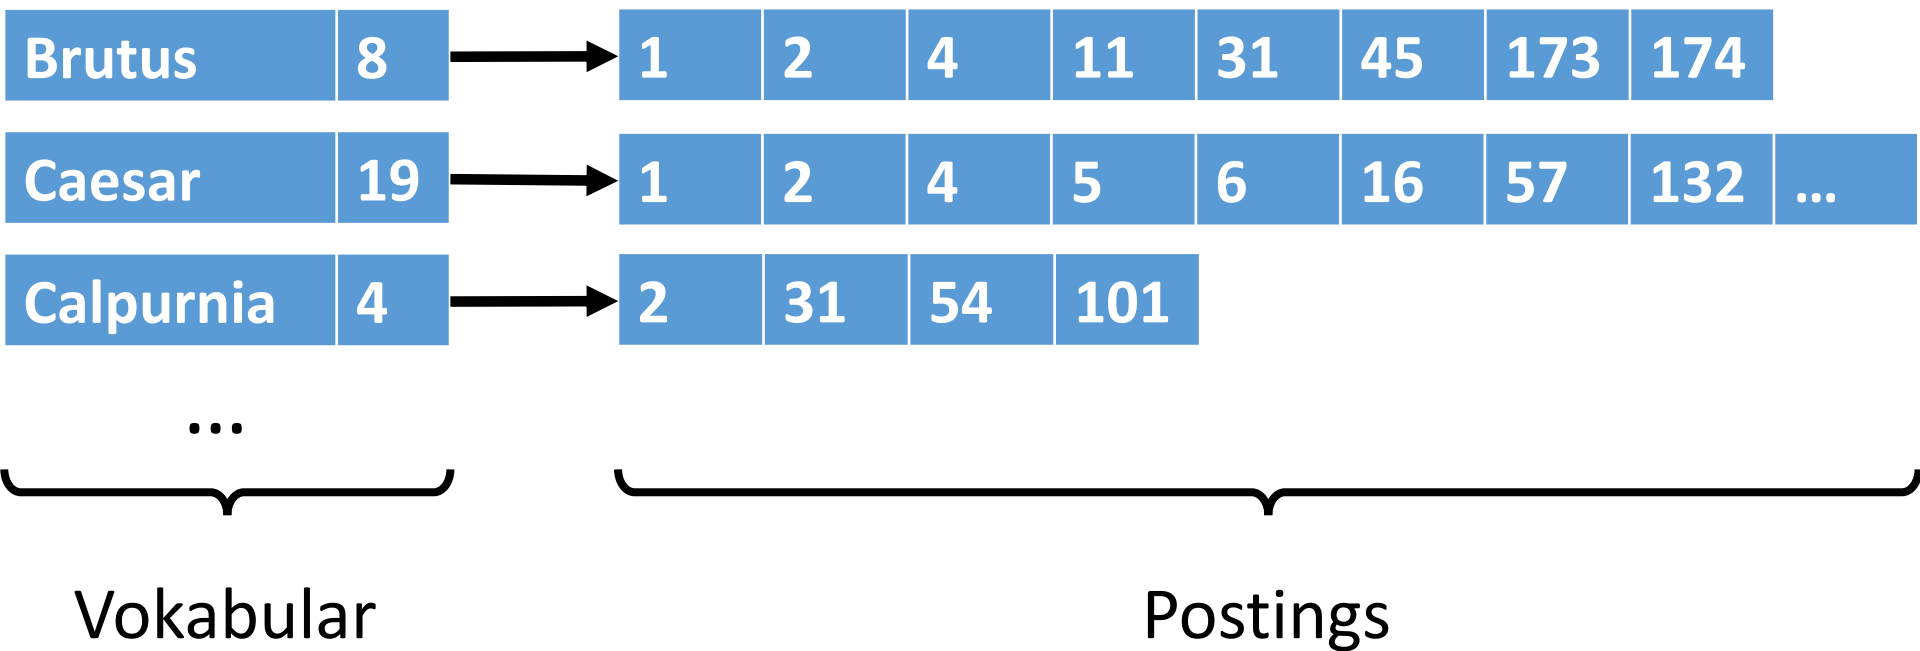 Brutus 8 1 2 4 11 31 45 173 174
Caesar 19 1 2 4 5 6 16 57 132 ...
Calpurnia 4 2 31 54 101
...
Vokabular Postings